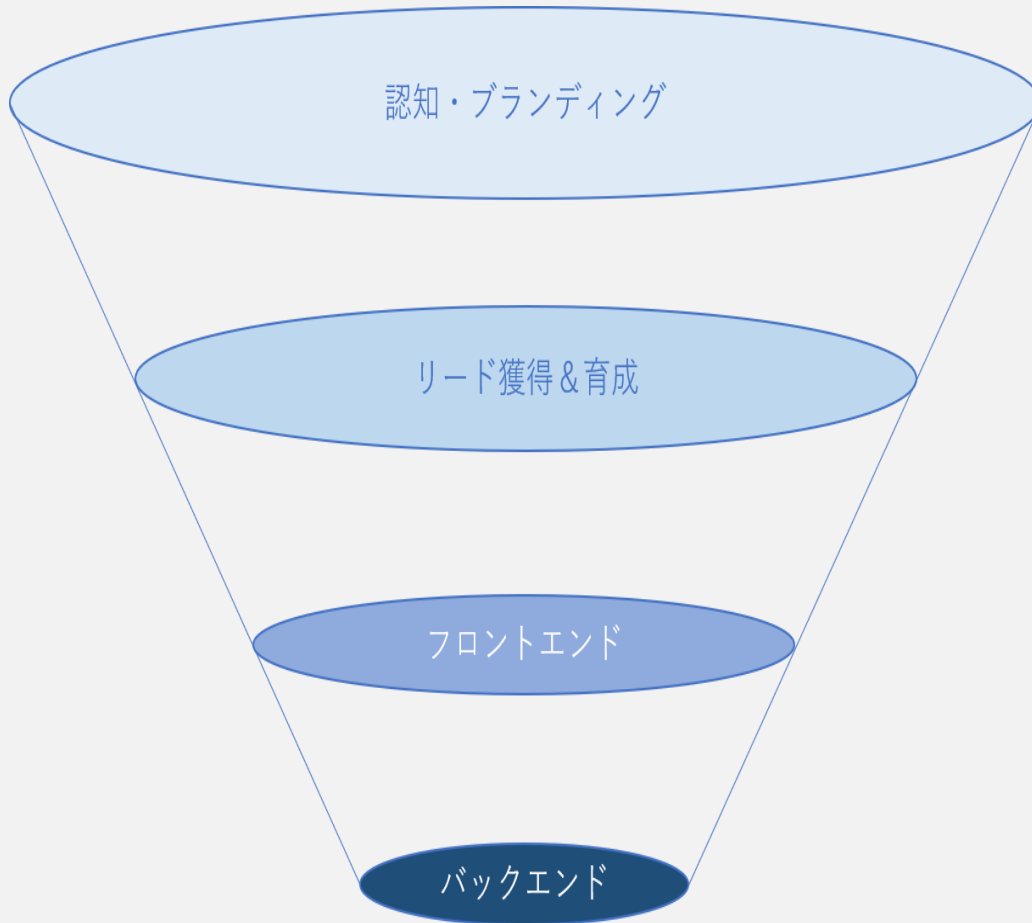 認知・ブランディング
リード獲得＆育成
フロントエンド
バックエンド